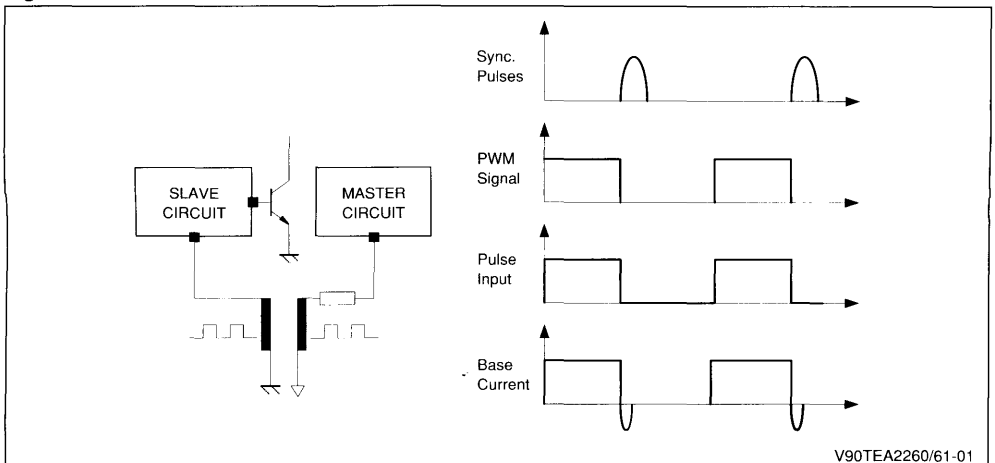 SLAVE
CIRCUIT
MASTER
CIRCUIT
Sync.
Pulses
PWM
Signal
Pulse
Input
Base
Current
V90TEA2260/61-01